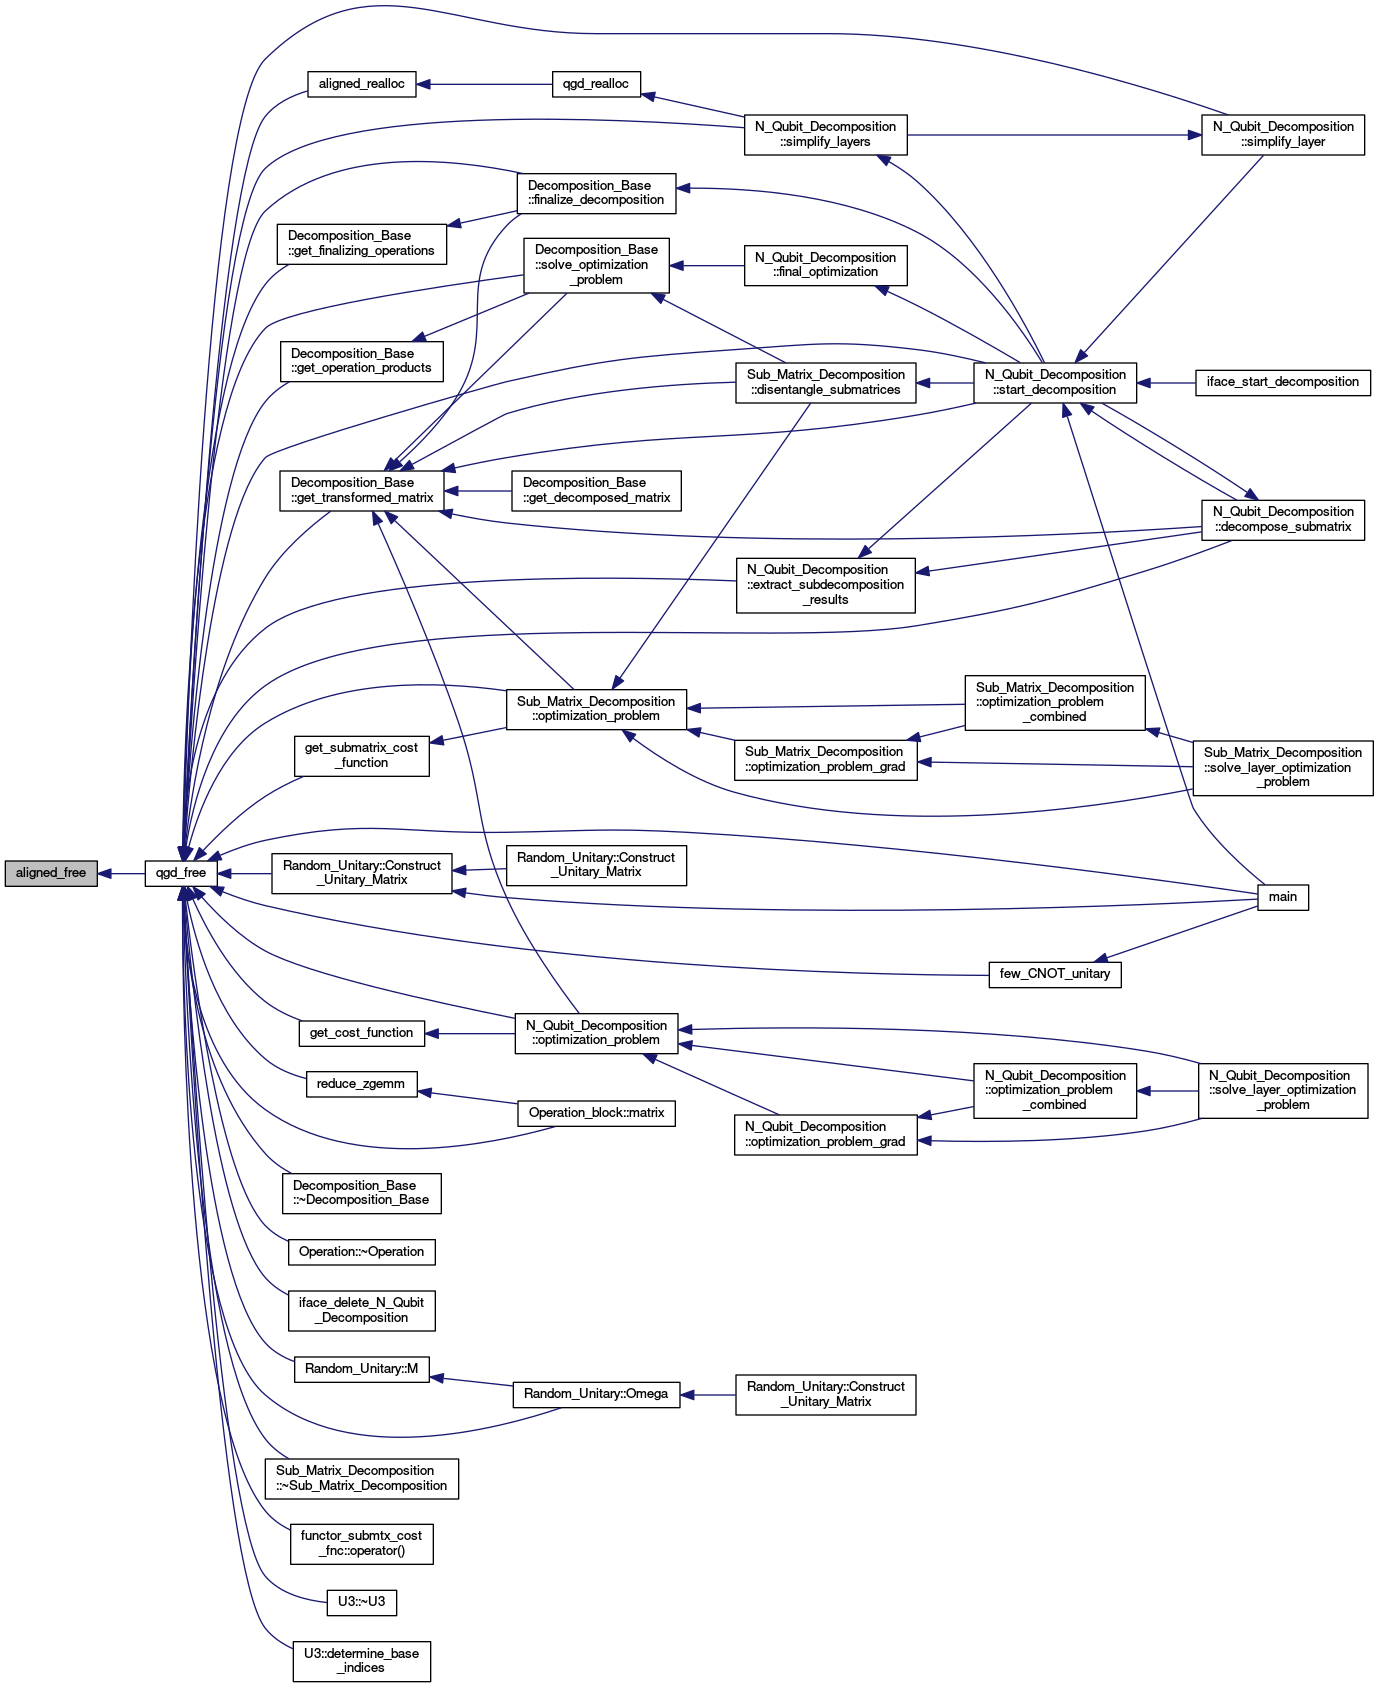 aligned_realloc
qgd_realloc
N_Qubit_Decomposition
::simplify_layers
N_Qubit_Decomposition
::simplify_layer
Decomposition_Base
::finalize_decomposition
Decomposition_Base
::get_finalizing_operations
Decomposition_Base
::solve_optimization
_problem
N_Qubit_Decomposition
::final_optimization
Decomposition_Base
::get_operation_products
Sub_Matrix_Decomposition
::disentangle_submatrices
N_Qubit_Decomposition
::start_decomposition
iface_start_decomposition
Decomposition_Base
::get_transformed_matrix
Decomposition_Base
::get_decomposed_matrix
N_Qubit_Decomposition
::decompose_submatrix
N_Qubit_Decomposition
::extract_subdecomposition
_results
Sub_Matrix_Decomposition
::optimization_problem
Sub_Matrix_Decomposition
::optimization_problem
_combined
get_submatrix_cost
_function
Sub_Matrix_Decomposition
::optimization_problem_grad
Sub_Matrix_Decomposition
::solve_layer_optimization
_problem
aligned_free
qgd_free
Random_Unitary::Construct
_Unitary_Matrix
Random_Unitary::Construct
_Unitary_Matrix
main
few_CNOT_unitary
get_cost_function
N_Qubit_Decomposition
::optimization_problem
reduce_zgemm
Operation_block::matrix
N_Qubit_Decomposition
::optimization_problem
_combined
N_Qubit_Decomposition
::solve_layer_optimization
_problem
N_Qubit_Decomposition
::optimization_problem_grad
Decomposition_Base
::~Decomposition_Base
Operation::~Operation
iface_delete_N_Qubit
_Decomposition
Random_Unitary::M
Random_Unitary::Omega
Random_Unitary::Construct
_Unitary_Matrix
Sub_Matrix_Decomposition
::~Sub_Matrix_Decomposition
functor_submtx_cost
_fnc::operator()
U3::~U3
U3::determine_base
_indices